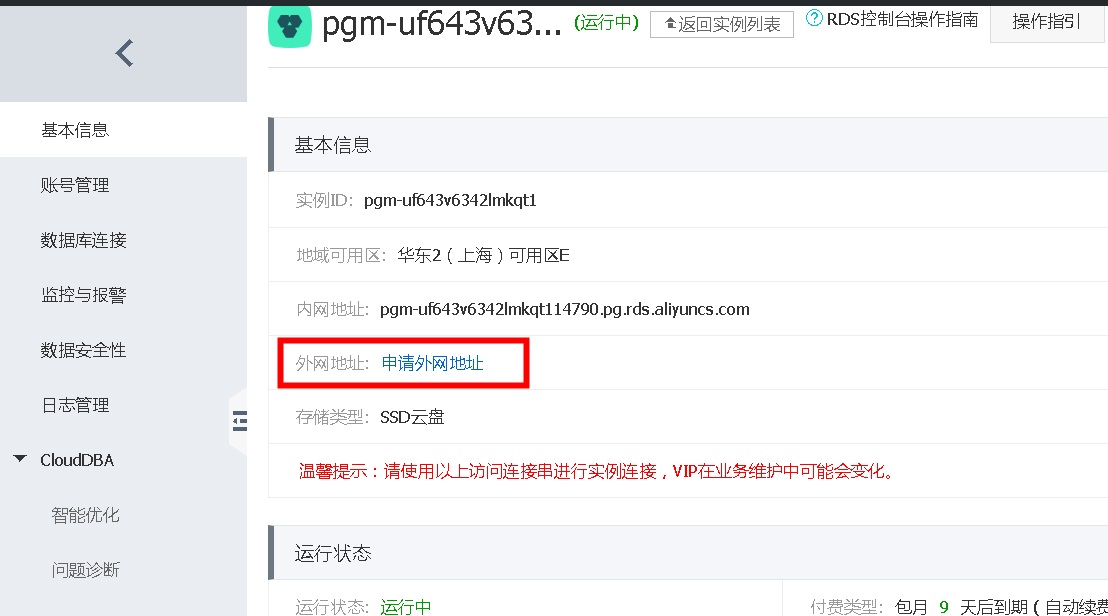 pgm-uf643v63... (运行中) 返回实例列表 RDS控制台操作指南 操作指引
基本信息
账号管理
数据库连接
监控与报警
数据安全性
日志管理
CloudDBA
智能优化
问题诊断
基本信息
实例ID: pgm-uf643v6342lmkqt1
地域可用区: 华东2（上海）可用区E
内网地址: pgm-uf643v6342lmkqt114790.pg.rds.aliyuncs.com
外网地址: 申请外网地址
存储类型: SSD云盘
温馨提示：请使用以上访问连接串进行实例连接，VIP在业务维护中可能会变化。
运行状态
运行状态: 运行中
付费类型: 包月 9 天后到期（自动续费